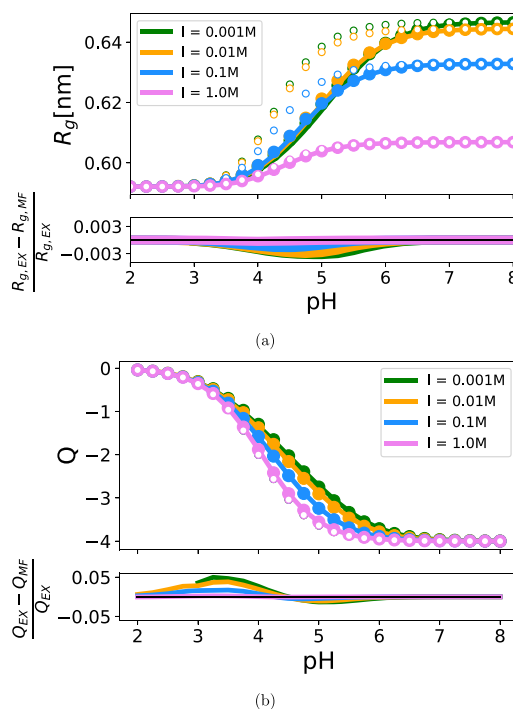 0.64
0.62
0.60
R_g[nm]
I = 0.001M
I = 0.01M
I = 0.1M
I = 1.0M
R_{g,EX} − R_{g,MF}
R_{g,EX}
0.003
−0.003
2 3 4 5 6 7 8
pH
(a)
0
−1
−2
−3
−4
Q
I = 0.001M
I = 0.01M
I = 0.1M
I = 1.0M
Q_{EX} − Q_{MF}
Q_{EX}
0.05
−0.05
2 3 4 5 6 7 8
pH
(b)